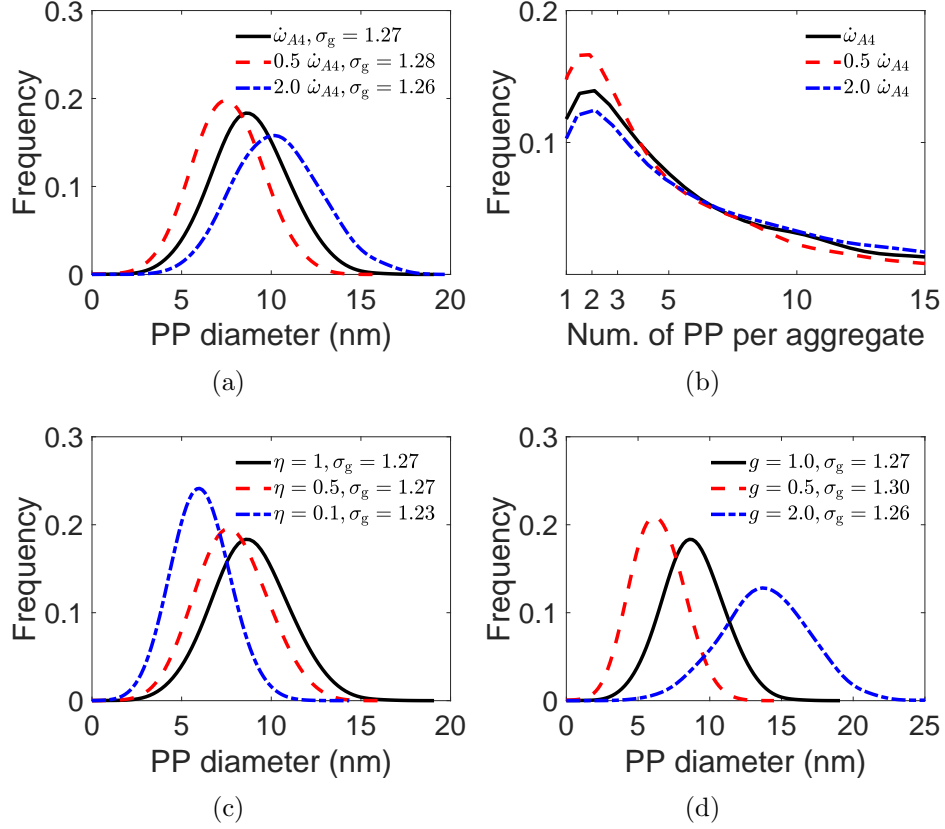 0.3
0.2
0.1
0
Frequency
ω̇A4, σg = 1.27
0.5 ω̇A4, σg = 1.28
2.0 ω̇A4, σg = 1.26
0 5 10 15 20
PP diameter (nm)
(a)
0.2
0.1
Frequency
ω̇A4
0.5 ω̇A4
2.0 ω̇A4
1 2 3 5 10 15
Num. of PP per aggregate
(b)
0.3
0.2
0.1
0
Frequency
η = 1, σg = 1.27
η = 0.5, σg = 1.27
η = 0.1, σg = 1.23
0 5 10 15 20
PP diameter (nm)
(c)
0.3
0.2
0.1
0
Frequency
g = 1.0, σg = 1.27
g = 0.5, σg = 1.30
g = 2.0, σg = 1.26
0 5 10 15 20 25
PP diameter (nm)
(d)